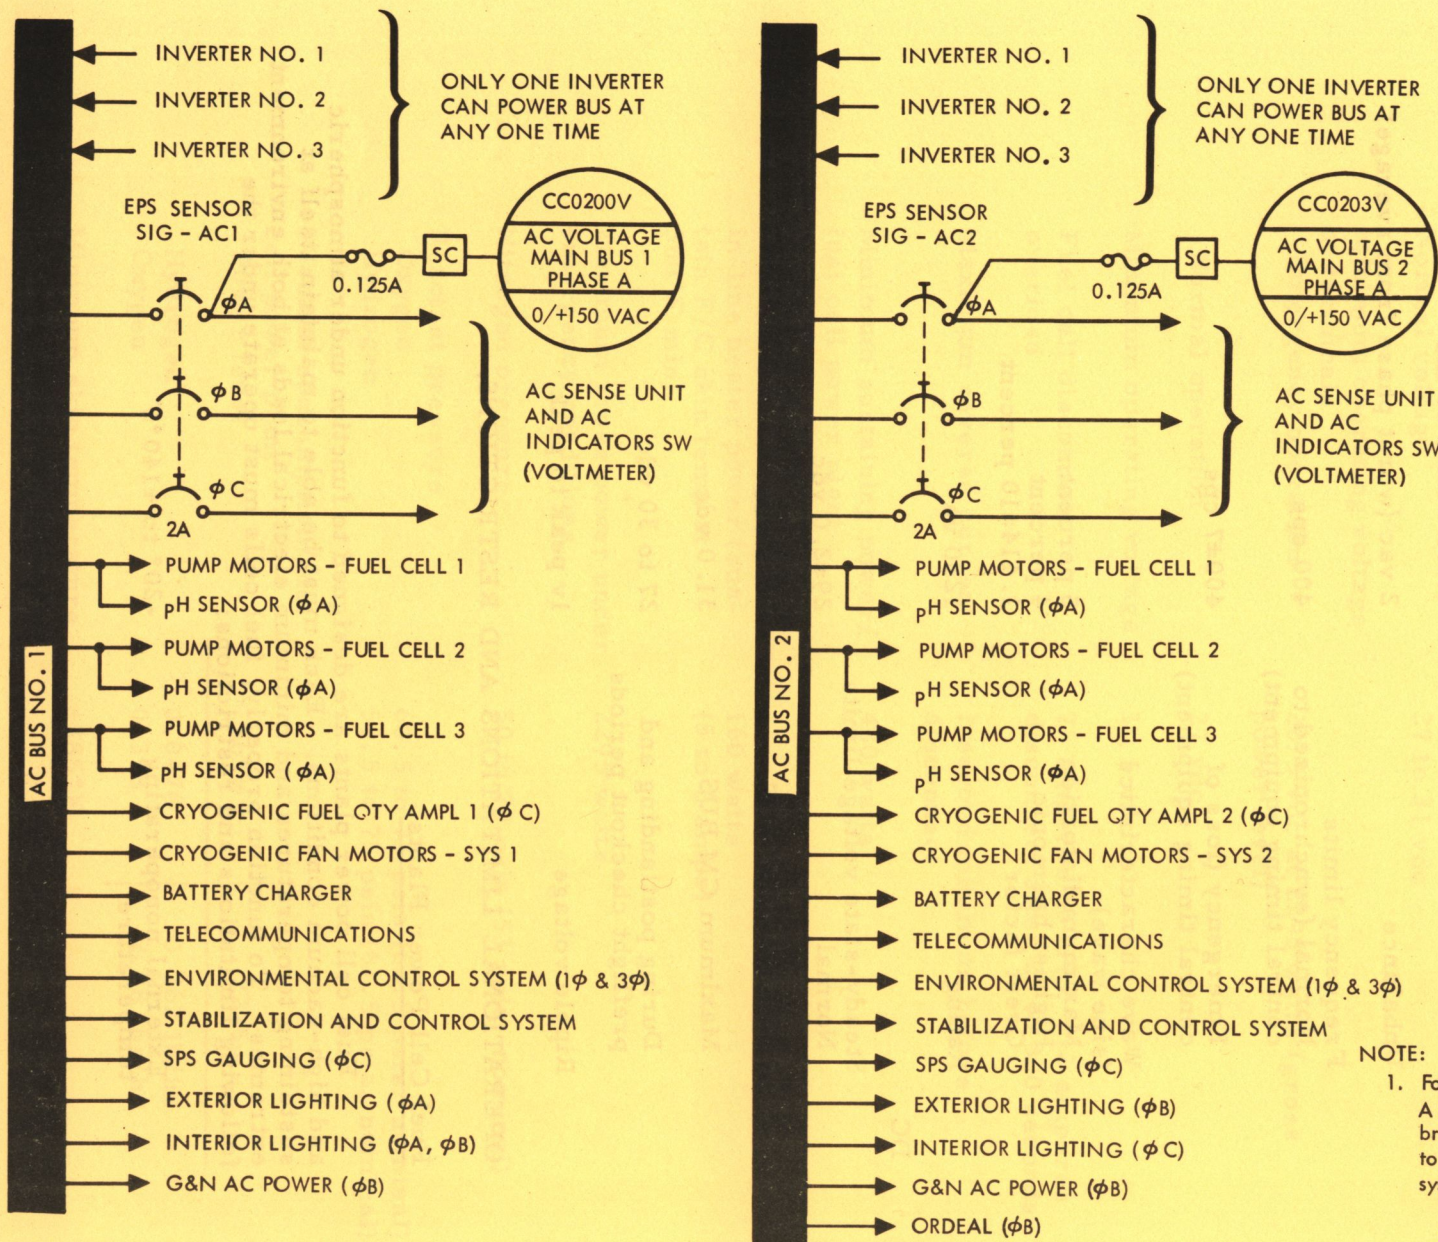 INVERTER NO. 1
INVERTER NO. 2
INVERTER NO. 3
ONLY ONE INVERTER
CAN POWER BUS AT
ANY ONE TIME
EPS SENSOR
SIG - AC1
0.125A
SC
CC0200V
AC VOLTAGE
MAIN BUS 1
PHASE A
0/+150 VAC
ϕA
ϕB
ϕC
2A
AC SENSE UNIT
AND AC
INDICATORS SW
(VOLTMETER)
AC BUS NO. 1
PUMP MOTORS - FUEL CELL 1
pH SENSOR (ϕA)
PUMP MOTORS - FUEL CELL 2
pH SENSOR (ϕA)
PUMP MOTORS - FUEL CELL 3
pH SENSOR (ϕA)
CRYOGENIC FUEL QTY AMPL 1 (ϕC)
CRYOGENIC FAN MOTORS - SYS 1
BATTERY CHARGER
TELECOMMUNICATIONS
ENVIRONMENTAL CONTROL SYSTEM (1ϕ & 3ϕ)
STABILIZATION AND CONTROL SYSTEM
SPS GAUGING (ϕC)
EXTERIOR LIGHTING (ϕA)
INTERIOR LIGHTING (ϕA, ϕB)
G&N AC POWER (ϕB)
INVERTER NO. 1
INVERTER NO. 2
INVERTER NO. 3
ONLY ONE INVERTER
CAN POWER BUS AT
ANY ONE TIME
EPS SENSOR
SIG - AC2
0.125A
SC
CC0203V
AC VOLTAGE
MAIN BUS 2
PHASE A
0/+150 VAC
ϕA
ϕB
ϕC
2A
AC SENSE UNIT
AND AC
INDICATORS SW
(VOLTMETER)
AC BUS NO. 2
PUMP MOTORS - FUEL CELL 1
pH SENSOR (ϕA)
PUMP MOTORS - FUEL CELL 2
pH SENSOR (ϕA)
PUMP MOTORS - FUEL CELL 3
pH SENSOR (ϕA)
CRYOGENIC FUEL QTY AMPL 2 (ϕC)
CRYOGENIC FAN MOTORS - SYS 2
BATTERY CHARGER
TELECOMMUNICATIONS
ENVIRONMENTAL CONTROL SYSTEM (1ϕ & 3ϕ)
STABILIZATION AND CONTROL SYSTEM
SPS GAUGING (ϕC)
EXTERIOR LIGHTING (ϕB)
INTERIOR LIGHTING (ϕC)
G&N AC POWER (ϕB)
ORDEAL (ϕB)
NOTE:
1.
A